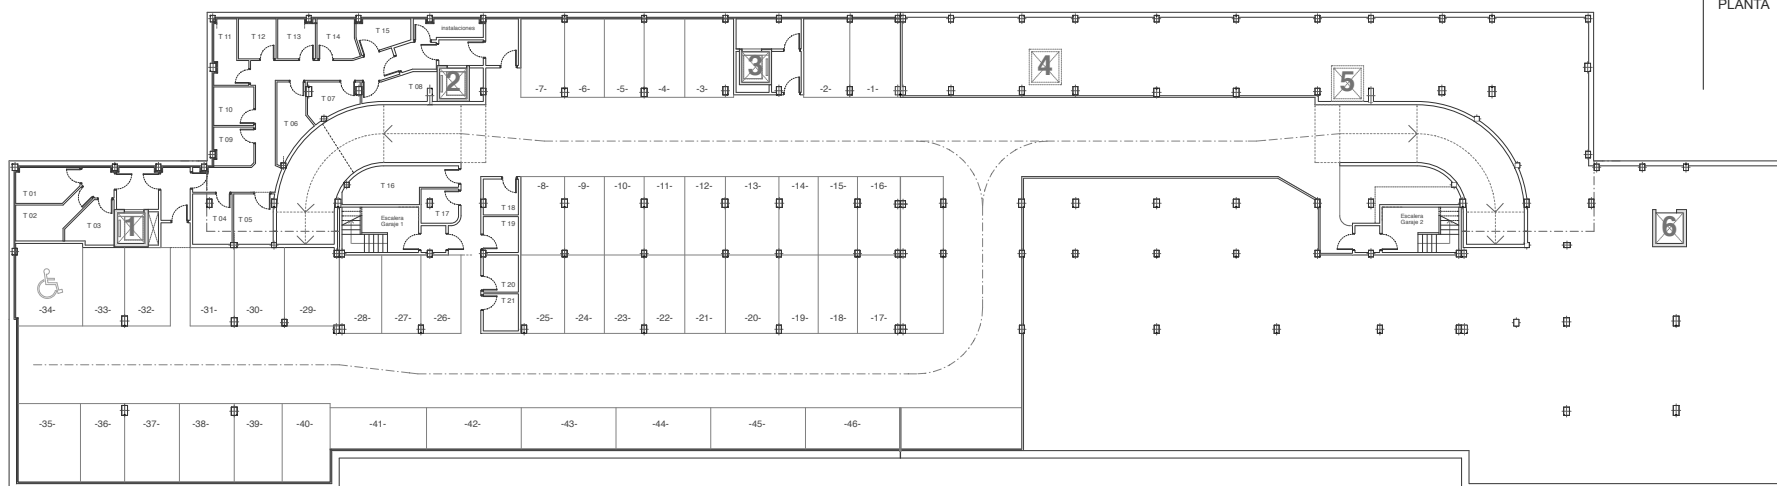 PLANTA
T 11
T 12
T 13
T 14
T 15
instalaciones
T 10
T 09
T 08
T 07
T 06
2
-7-
-6-
-5-
-4-
-3-
3
-2-
-1-
4
5
T 01
T 02
T 03
1
T 04
T 05
T 16
T 17
Escalera
Garaje 1
T 18
T 19
T 20
T 21
-8-
-9-
-10-
-11-
-12-
-13-
-14-
-15-
-16-
Escalera
Garaje 2
6
-34-
-33-
-32-
-31-
-30-
-29-
-28-
-27-
-26-
-25-
-24-
-23-
-22-
-21-
-20-
-19-
-18-
-17-
-35-
-36-
-37-
-38-
-39-
-40-
-41-
-42-
-43-
-44-
-45-
-46-